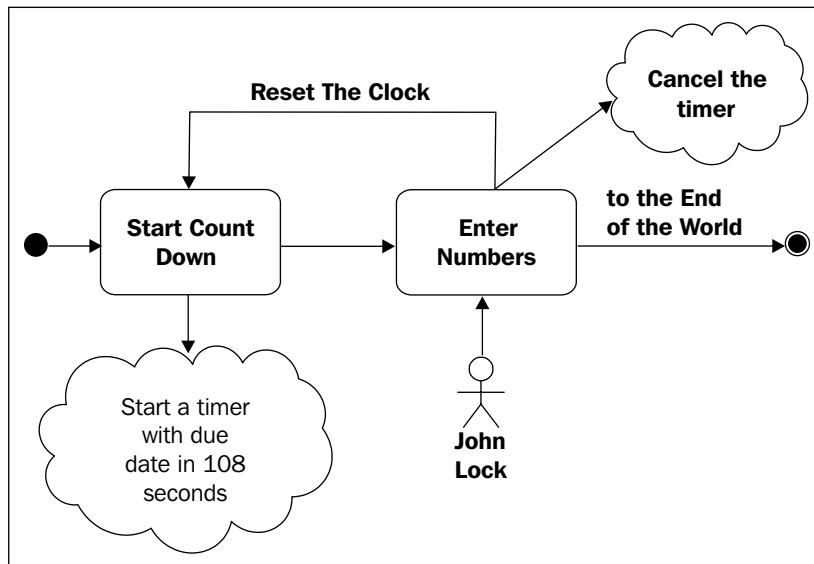 Reset The Clock
Cancel the
timer
Start Count
Down
Enter
Numbers
to the End
of the World
Start a timer
with due
date in 108
seconds
John
Lock